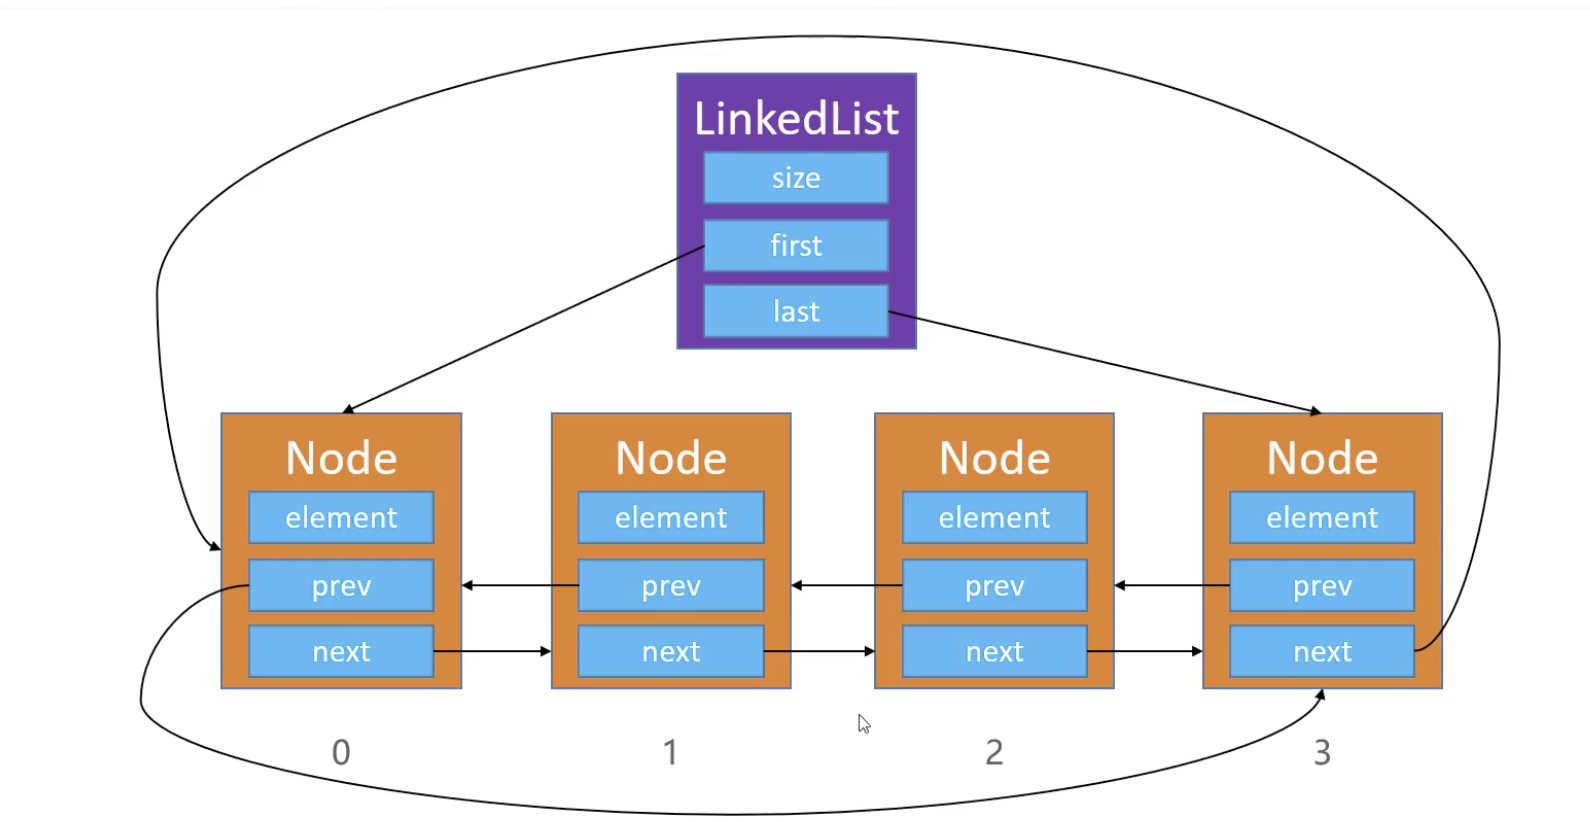 LinkedList
size
first
last
Node
Node
Node
Node
element
element
element
element
prev
prev
prev
prev
next
next
next
next
0
1
2
3